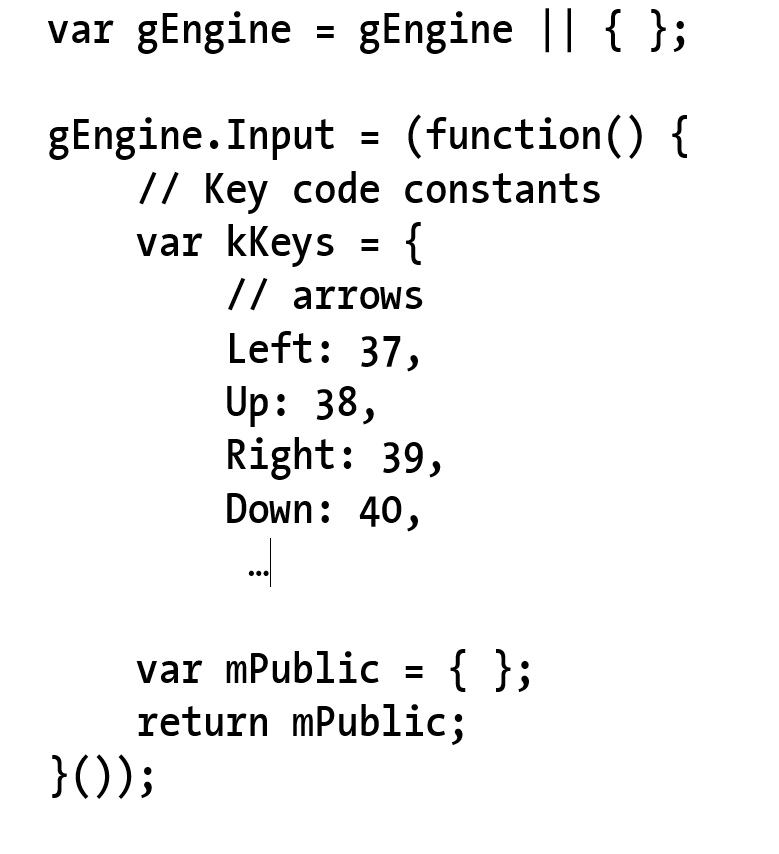 var gEngine = gEngine || { };
gEngine.Input = (function() {
// Key code constants
var kKeys = {
// arrows
Left: 37,
Up: 38,
Right: 39,
Down: 40,
…
var mPublic = { };
return mPublic;
}());